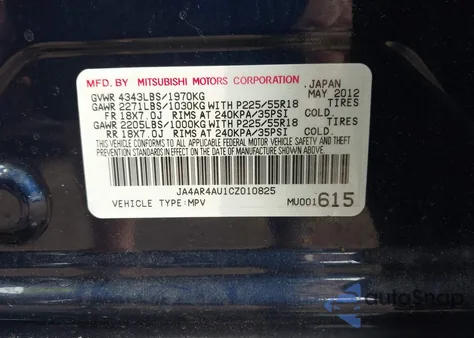 MFD. BY MITSUBISHI MOTORS CORPORATION JAPAN
GVWR 4343LBS/1970KG MAY 2012
GAWR 2271LBS/1030KG WITH P225/55R18 TIRES
FR 18X7.0J RIMS AT 240KPA/35PSI COLD.
GAWR 2205LBS/1000KG WITH P225/55R18 TIRES
RR 18X7.0J RIMS AT 240KPA/35PSI COLD.
THIS VEHICLE CONFORMS TO ALL APPLICABLE FEDERAL MOTOR VEHICLE SAFETY, BUMPER AND THEFT PREVENTION STANDARDS IN EFFECT ON THE DATE OF MANUFACTURE SHOWN ABOVE.
JA4AR4AU1CZ010825
VEHICLE TYPE:MPV MU001615
autoSnap